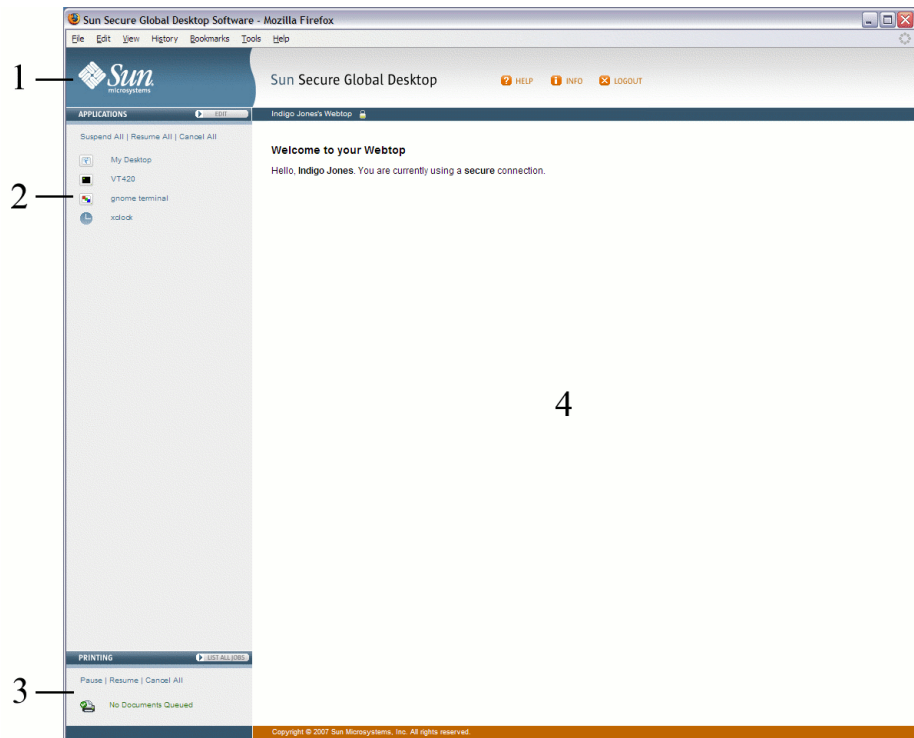 Sun Secure Global Desktop Software - Mozilla Firefox
File Edit View History Bookmarks Tools Help
1
Sun
microsystems
Sun Secure Global Desktop
? HELP
i INFO
X LOGOUT
APPLICATIONS
EDIT
Indigo Jones's Webtop
Suspend All | Resume All | Cancel All
My Desktop
VT420
2
gnome terminal
xclock
Welcome to your Webtop
Hello, Indigo Jones. You are currently using a secure connection.
4
PRINTING
LIST ALL JOBS
3
Pause | Resume | Cancel All
No Documents Queued
Copyright © 2007 Sun Microsystems, Inc. All rights reserved.